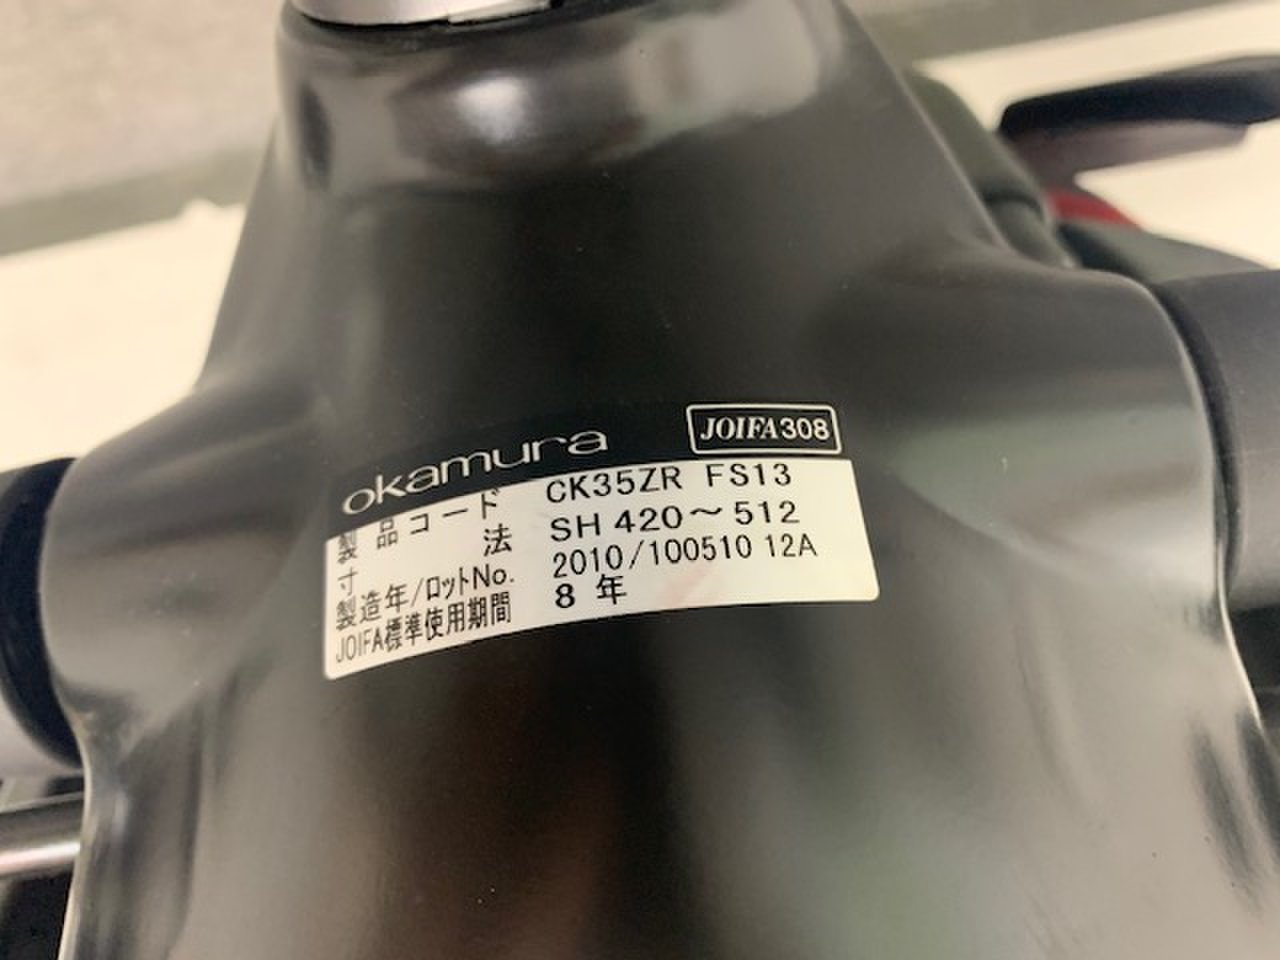 okamura JOIFA308
製品コード CK35ZR FS13
寸法 SH 420～512
製造年/ロットNo. 2010/100510 12A
JOIFA標準使用期間 8 年